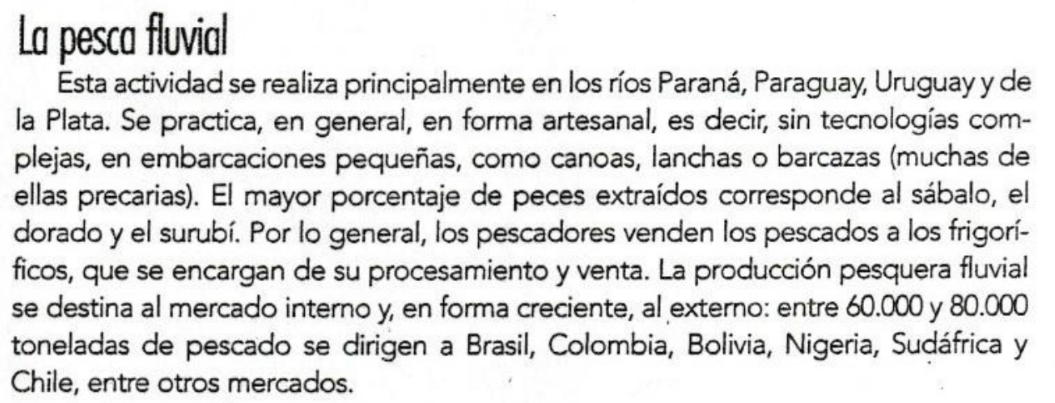 La pesca fluvial
Esta actividad se realiza principalmente en los ríos Paraná, Paraguay, Uruguay y de
la Plata. Se practica, en general, en forma artesanal, es decir, sin tecnologías com-
plejas, en embarcaciones pequeñas, como canoas, lanchas o barcazas (muchas de
ellas precarias). El mayor porcentaje de peces extraídos corresponde al sábalo, el
dorado y el surubí. Por lo general, los pescadores venden los pescados a los frigorí-
ficos, que se encargan de su procesamiento y venta. La producción pesquera fluvial
se destina al mercado interno y, en forma creciente, al externo: entre 60.000 y 80.000
toneladas de pescado se dirigen a Brasil, Colombia, Bolivia, Nigeria, Sudáfrica y
Chile, entre otros mercados.